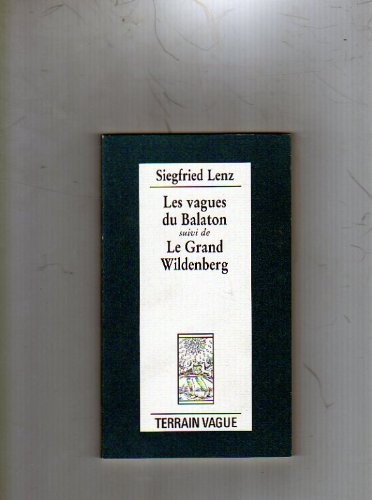 Siegfried Lenz
Les vagues
du Balaton
suivi de
Le Grand
Wildenberg
TERRAIN VAGUE